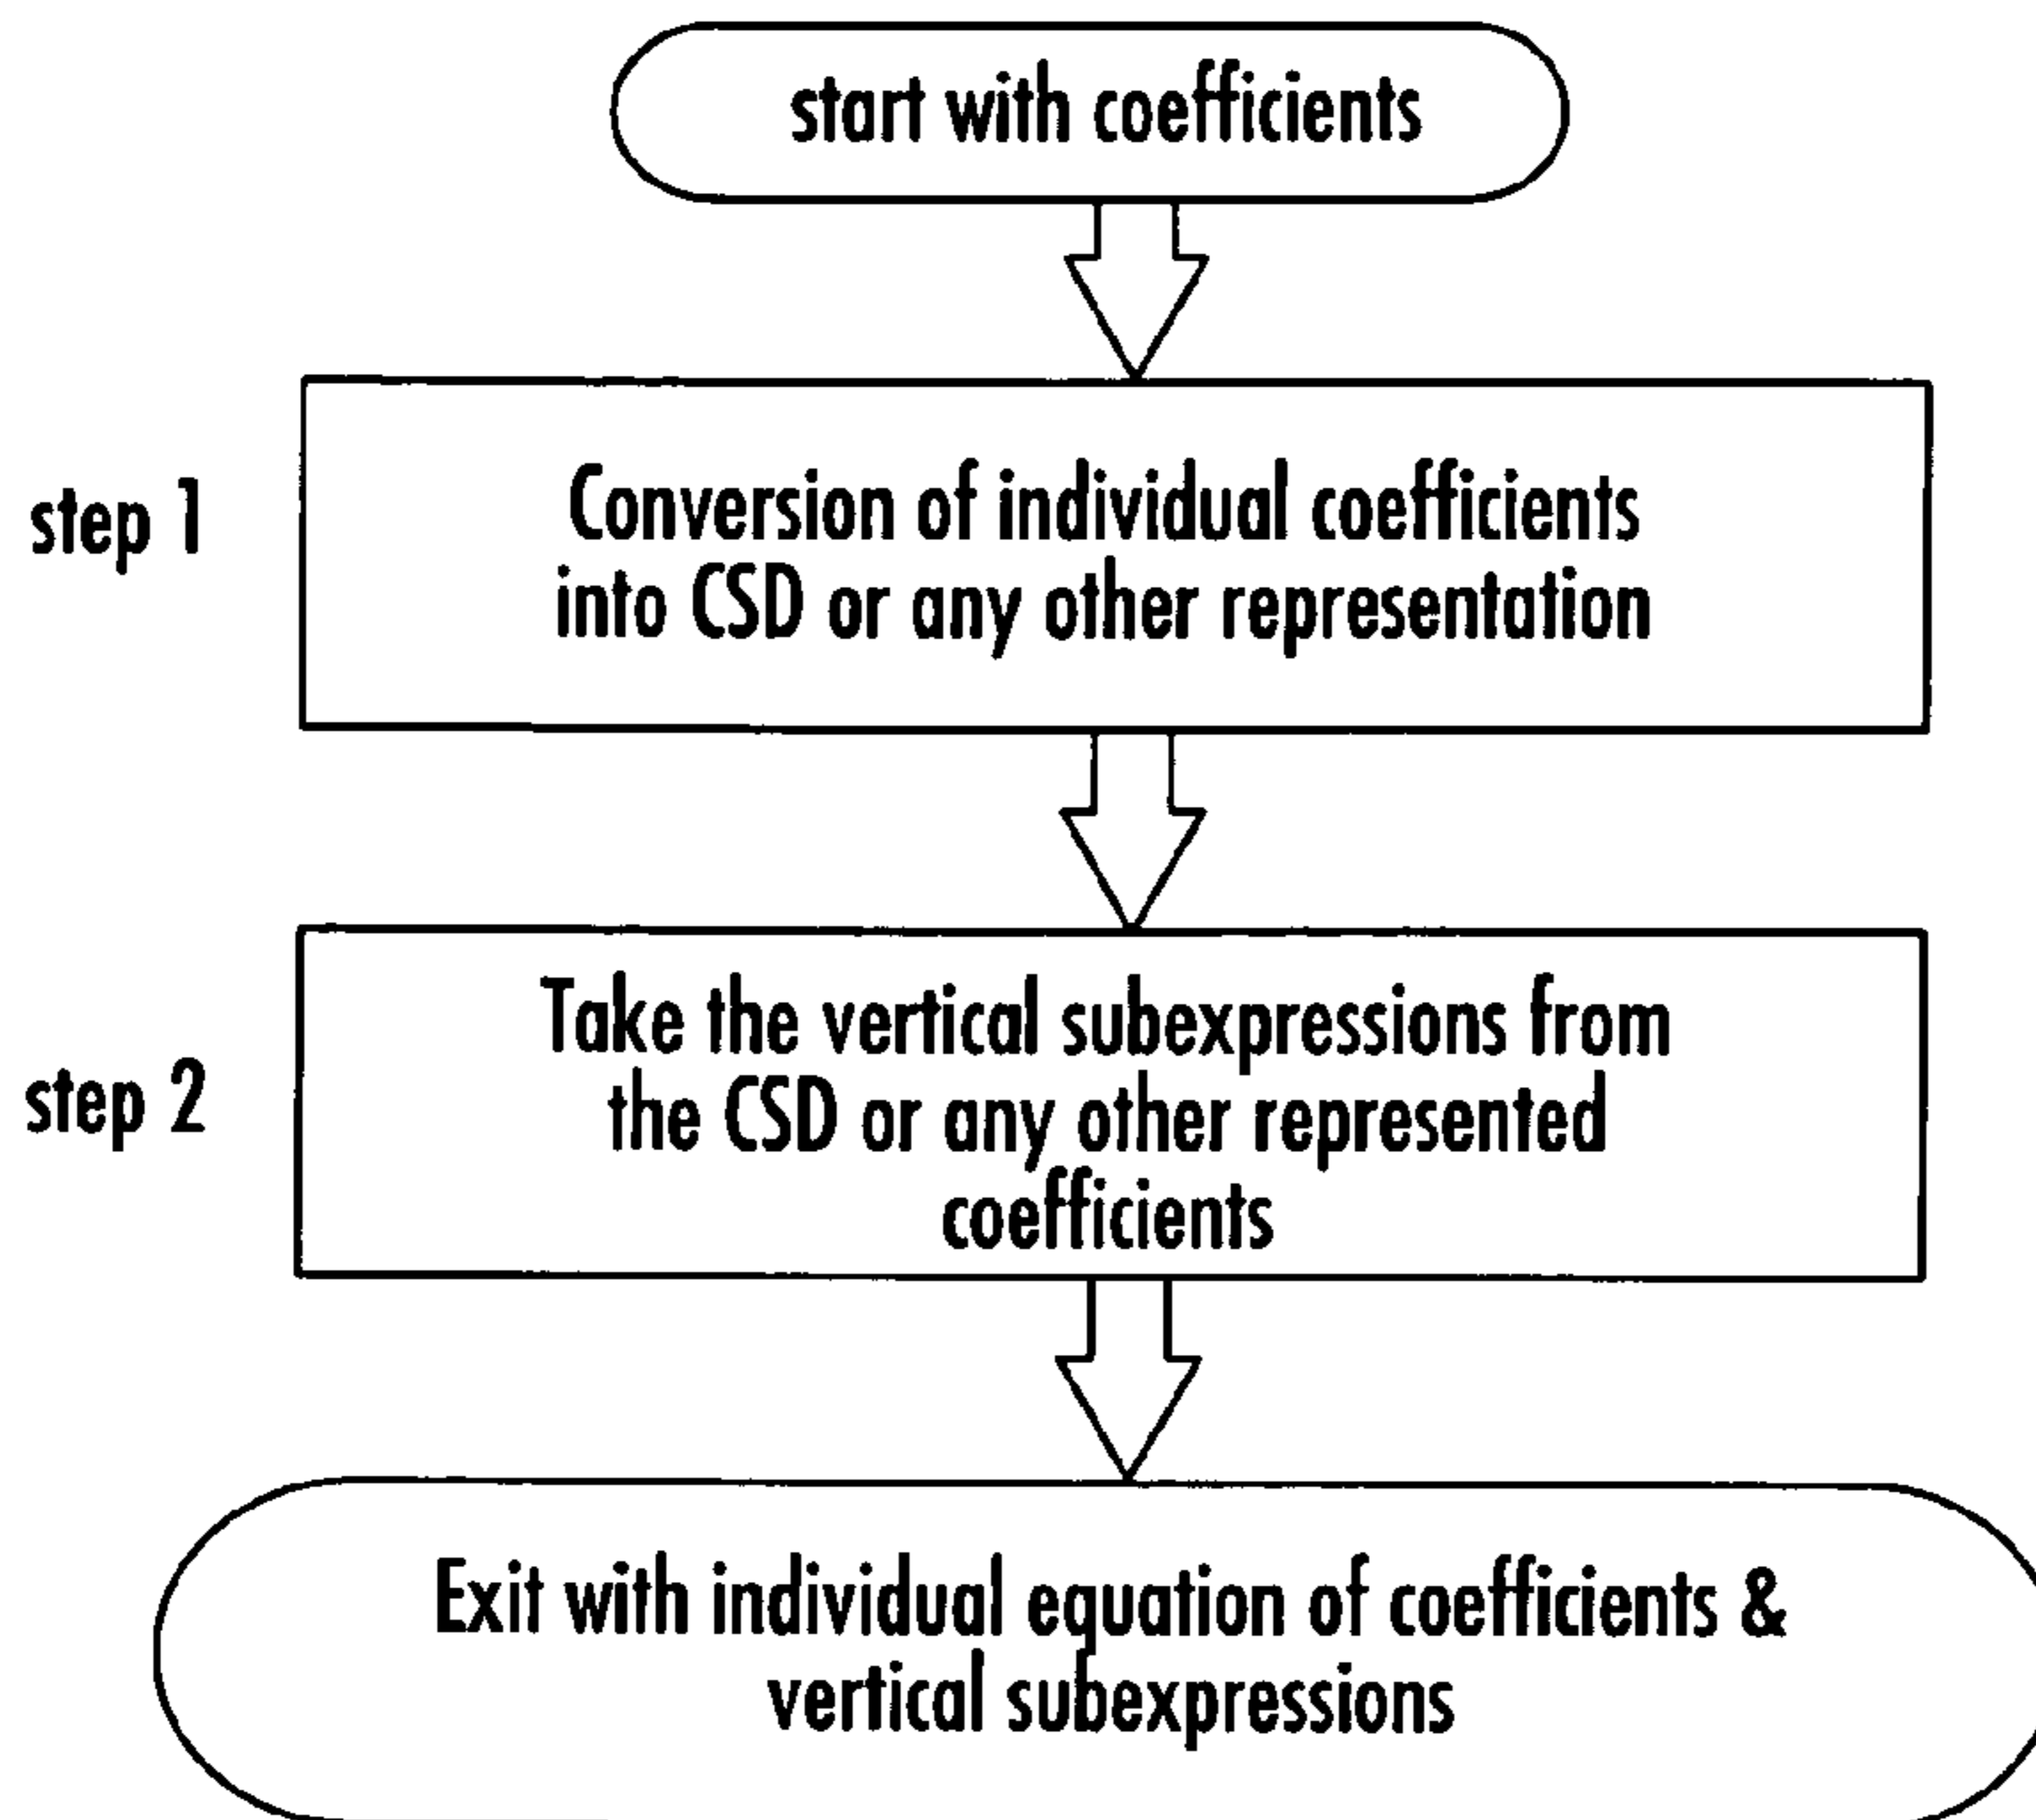 start with coefficients
step 1
Conversion of individual coefficients
into CSD or any other representation
step 2
Take the vertical subexpressions from
the CSD or any other represented
coefficients
Exit with individual equation of coefficients &
vertical subexpressions